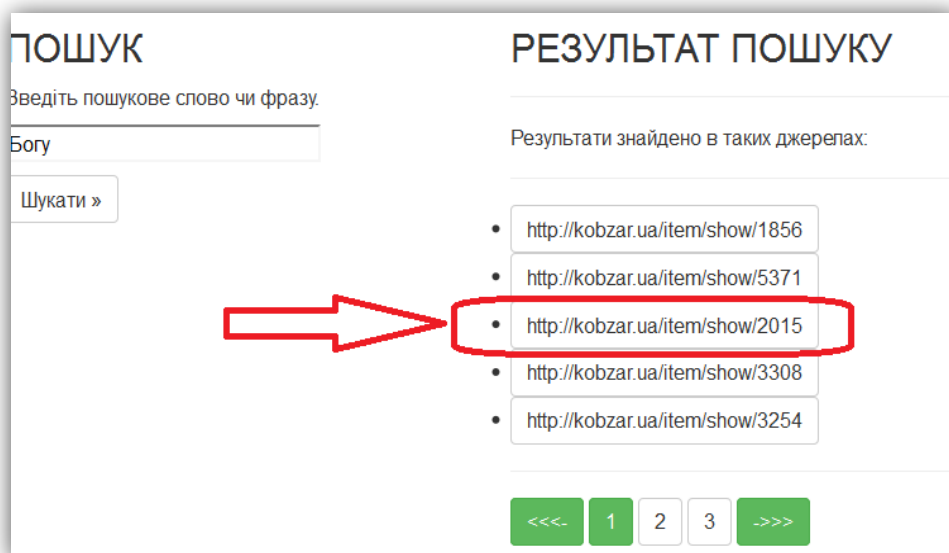 ПОШУК
Введіть пошукове слово чи фразу.
Богу
Шукати »
РЕЗУЛЬТАТ ПОШУКУ
Результати знайдено в таких джерелах:
http://kobzar.ua/item/show/1856
http://kobzar.ua/item/show/5371
http://kobzar.ua/item/show/2015
http://kobzar.ua/item/show/3308
http://kobzar.ua/item/show/3254
<<<- 1 2 3 ->>>